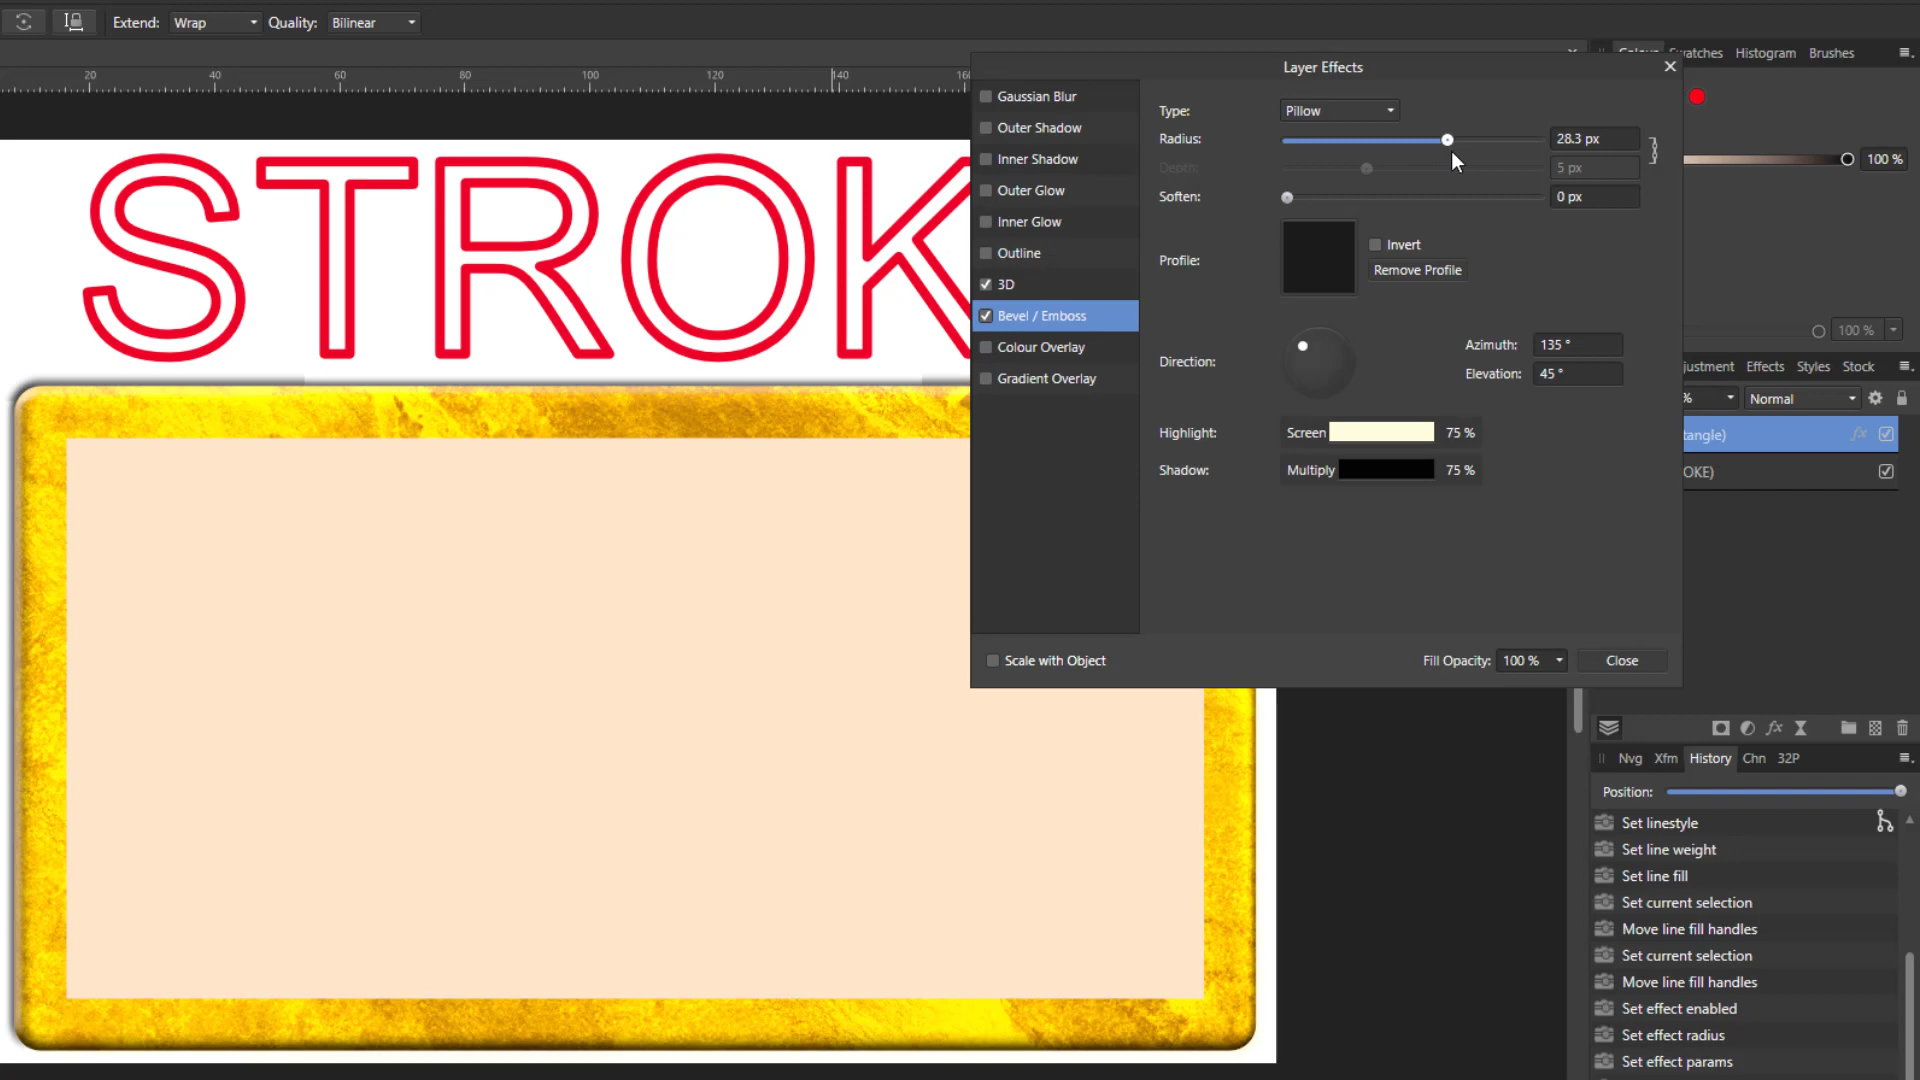 Extend: Wrap Quality: Bilinear
Swatches Histogram Brushes
20 40 60 80 100 120 140
Layer Effects
STROK
Gaussian Blur
Outer Shadow
Inner Shadow
Outer Glow
Inner Glow
Outline
3D
Bevel / Emboss
Colour Overlay
Gradient Overlay
Type: Pillow
Radius: 28.3 px
Depth: 5 px
Soften: 0 px
Profile:
Invert
Remove Profile
Direction:
Azimuth: 135 °
Elevation: 45 °
Highlight: Screen 75 %
Shadow: Multiply 75 %
Scale with Object
Fill Opacity: 100 % Close
100 %
100 %
justment Effects Styles Stock
% Normal
tangle) fx
OKE)
fx
Nvg Xfm History Chn 32P
Position:
Set linestyle
Set line weight
Set line fill
Set current selection
Move line fill handles
Set current selection
Move line fill handles
Set effect enabled
Set effect radius
Set effect params